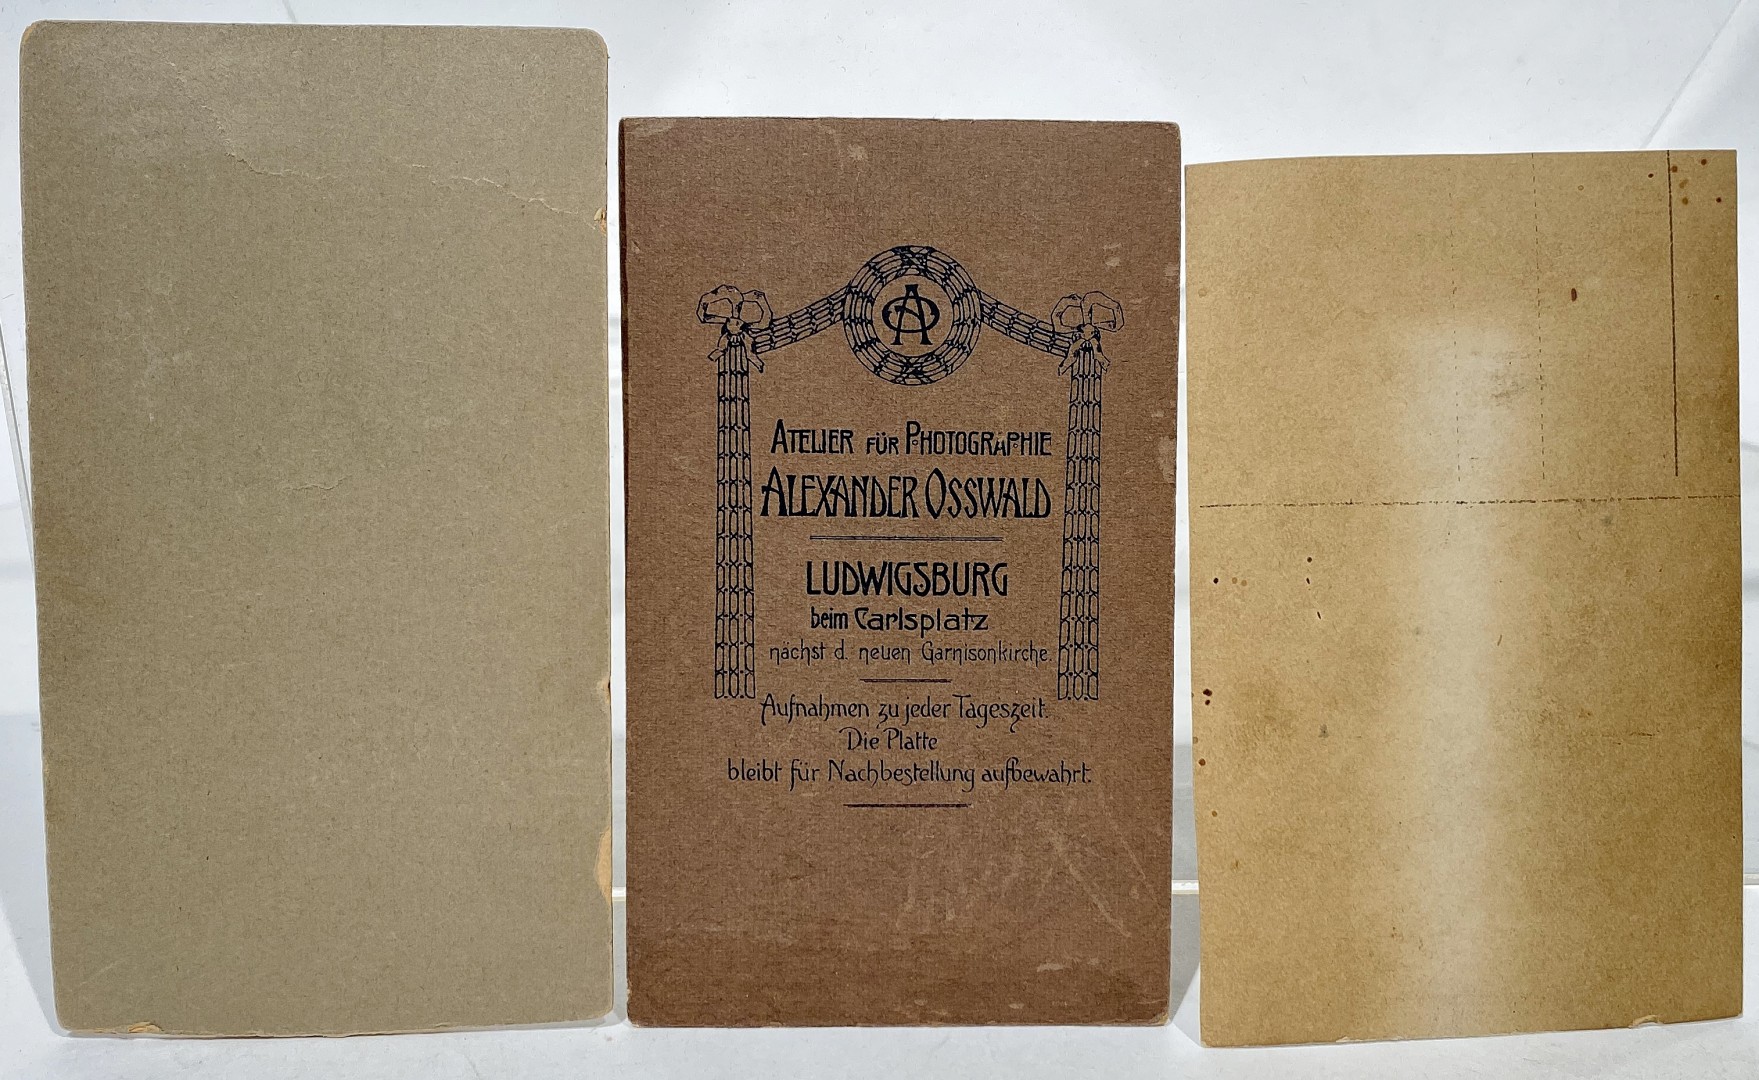 AO
ATELIER FÜR PHOTOGRAPHIE
ALEXANDER OSSWALD
LUDWIGSBURG
beim Carlsplatz
nächst d. neuen Garnisonkirche.
Aufnahmen zu jeder Tageszeit.
Die Platte
bleibt für Nachbestellung aufbewahrt.